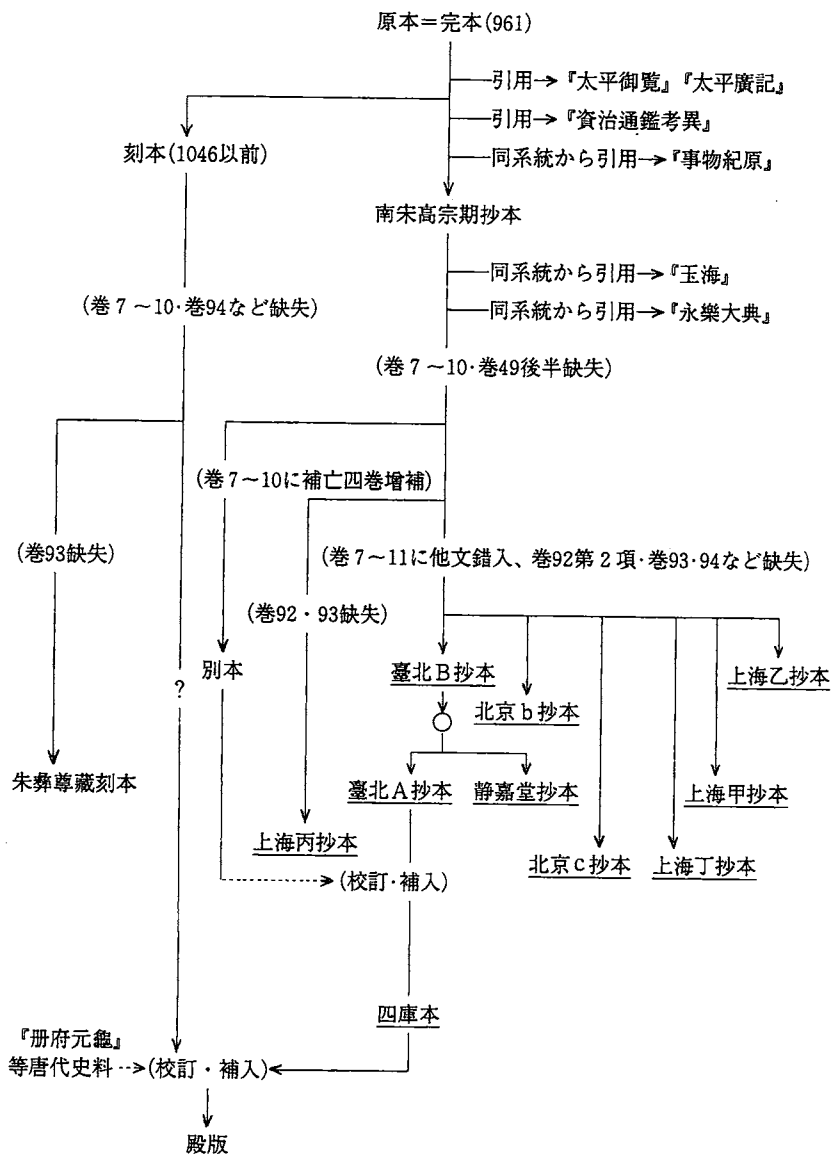 原本=完本(961)
引用→『太平御覧』『太平廣記』
引用→『資治通鑑考異』
刻本(1046以前)
同系統から引用→『事物紀原』
南宋高宗期抄本
同系統から引用→『玉海』
(巻7～10·巻94など缺失)
同系統から引用→『永樂大典』
(巻7～10·巻49後半缺失)
(巻7～10に補亡四巻增補)
(巻93缺失)
(巻7～11に他文錯入、巻92第2項·巻93·94など缺失)
(巻92・93缺失)
別本
臺北B抄本
上海乙抄本
?
北京b抄本
朱彝尊藏刻本
臺北A抄本
静嘉堂抄本
上海甲抄本
上海丙抄本
北京c抄本
上海丁抄本
(校訂·補入)
四庫本
『册府元龜』
等唐代史料⇢(校訂・補入)
殿版